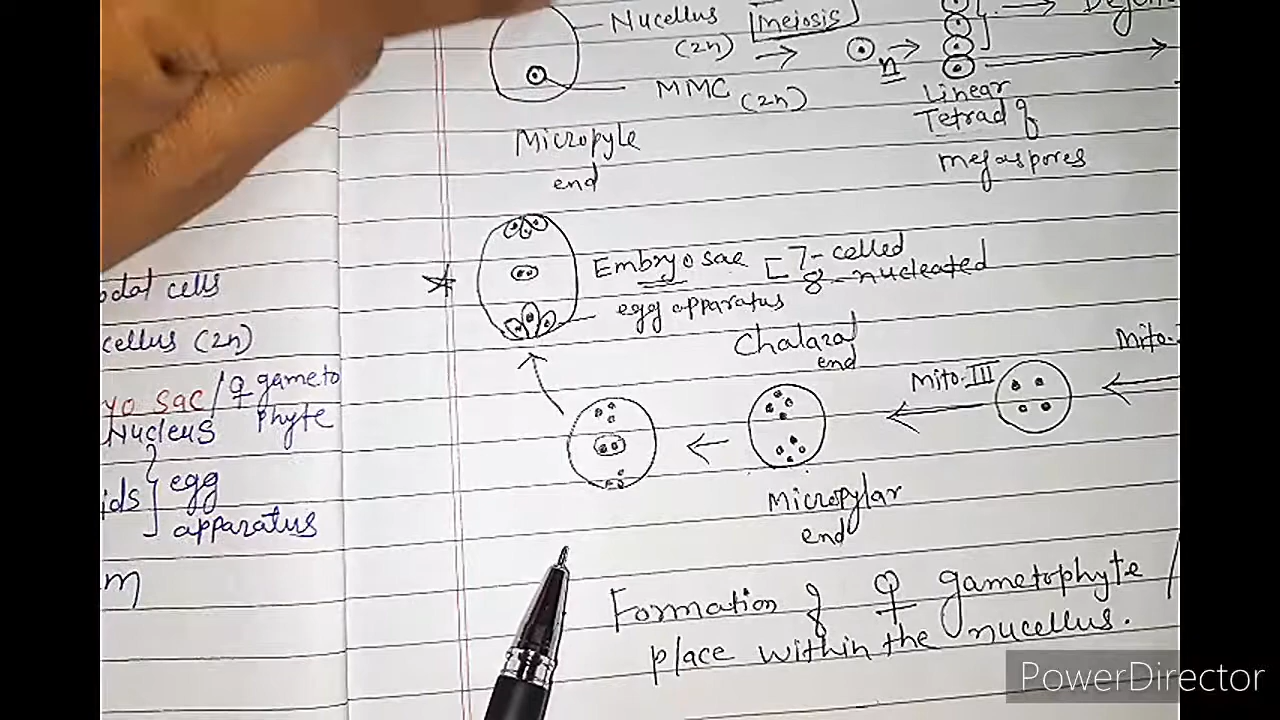 Nucellus
(2n)
meiosis
MMC (2n)
n
Linear
Tetrad of
megaspores
Micropyle
end
Embryo sac [7-celled
8-nucleated
egg apparatus
Chalazal
end
Mito.III
Mito.
Micropylar
end
Formation of ♀ gametophyte /
place within the nucellus.
odal cells
cellus (2n)
yo sac/♀ gameto
Nucleus phyte
ids } egg
apparatus
m
PowerDirector